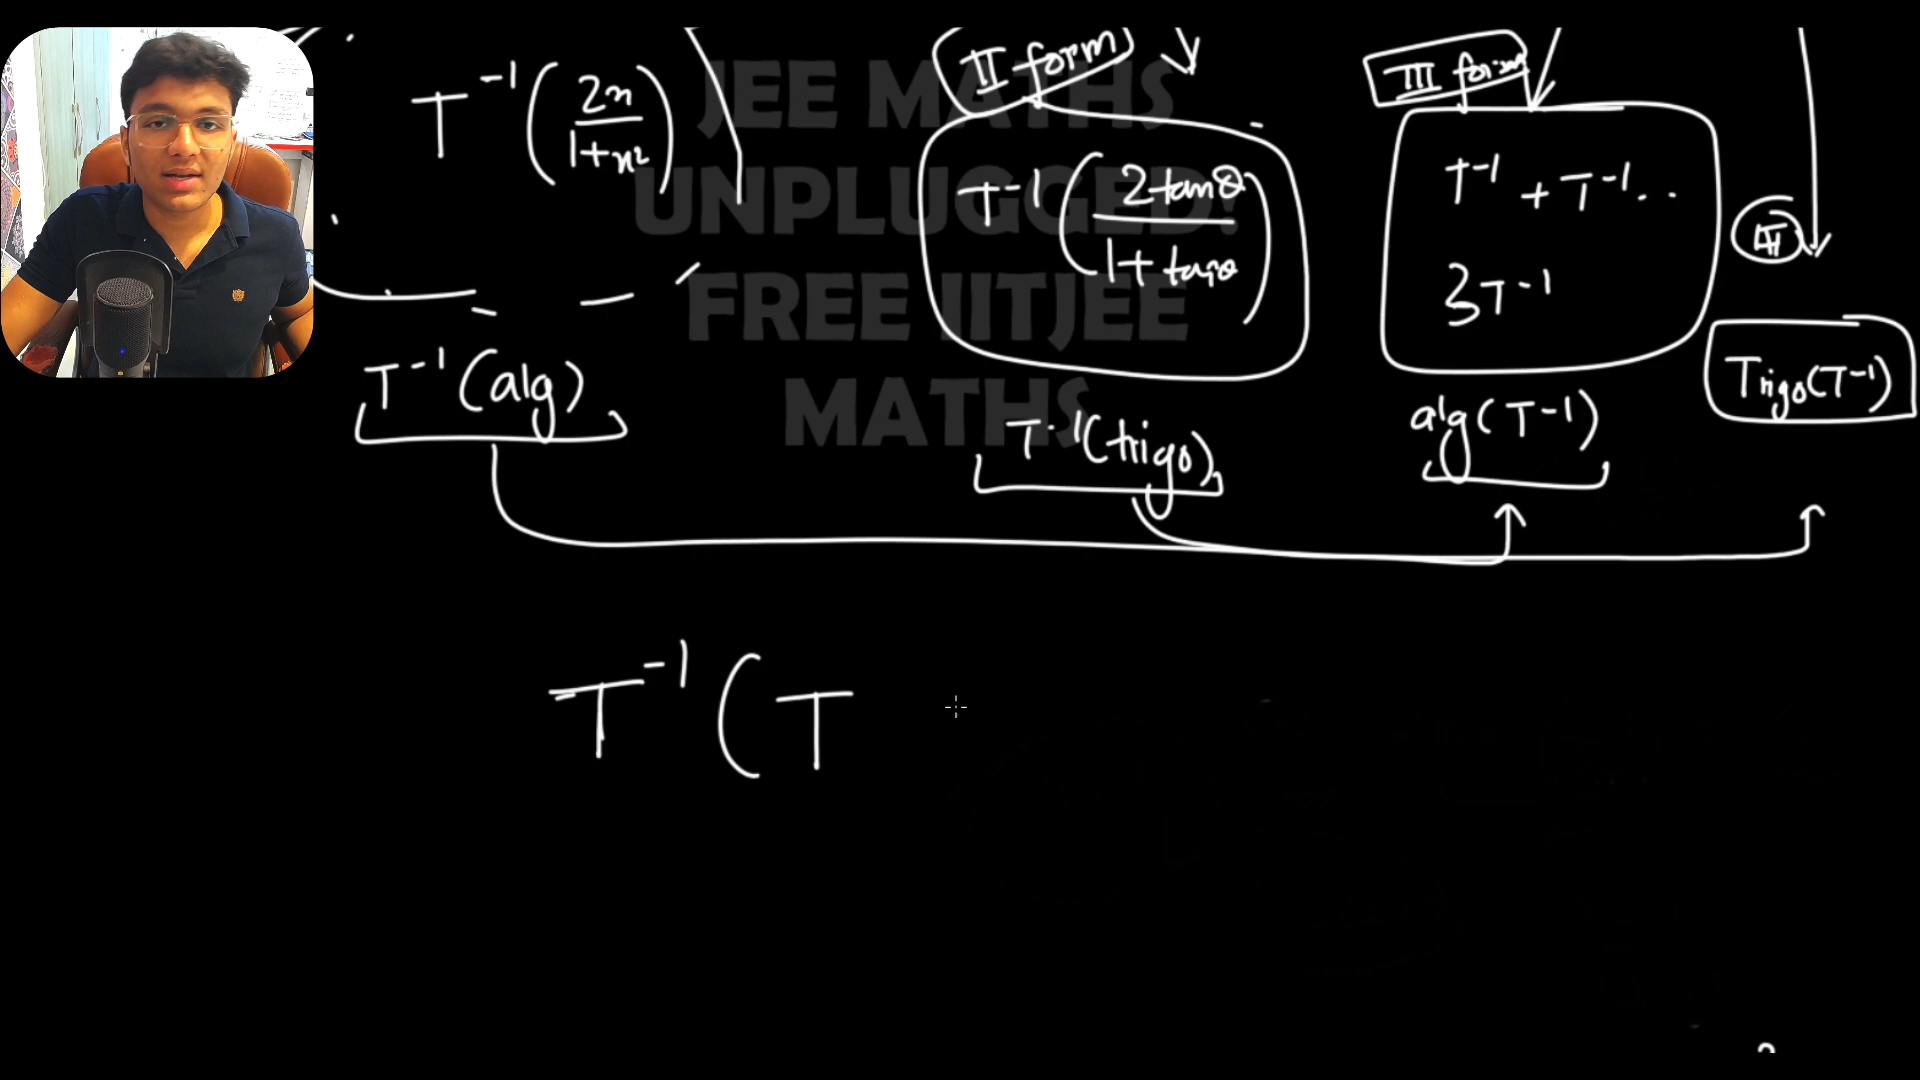 T⁻¹(2x/1+x²)
T⁻¹(alg)
II form
T⁻¹(2tanθ/1+tan²θ)
T⁻¹(trigo)
III form
T⁻¹ + T⁻¹..
3T⁻¹
alg(T-1)
Trigo(T-1)
T⁻¹(T
JEE MATHS
UNPLUGGED!
FREE IITJEE
MATHS